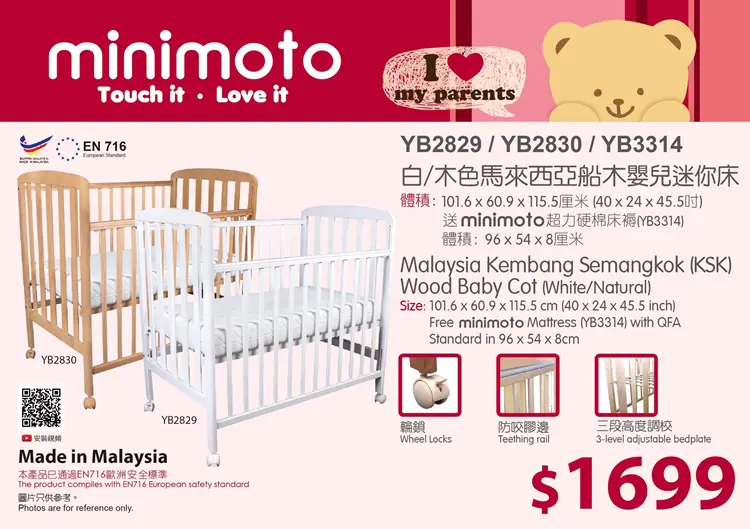 minimoto
Touch it · Love it
I
my parents
EN 716
European Standard
YB2829 / YB2830 / YB3314
白/木色馬來西亞船木嬰兒迷你床
體積：101.6 x 60.9 x 115.5厘米 (40 x 24 x 45.5吋)
送 minimoto 超力硬棉床褥(YB3314)
體積：96 x 54 x 8厘米
Malaysia Kembang Semangkok (KSK)
Wood Baby Cot (White/Natural)
Size: 101.6 x 60.9 x 115.5 cm (40 x 24 x 45.5 inch)
Free minimoto Mattress (YB3314) with QFA
Standard in 96 x 54 x 8cm
YB2830
YB2829
安裝視頻
輪鎖
Wheel Locks
防咬膠邊
Teething rail
三段高度調校
3-level adjustable bedplate
Made in Malaysia
本產品已通過EN716歐洲安全標準
The product complies with EN716 European safety standard
圖片只供參考。
Photos are for reference only.
$1699